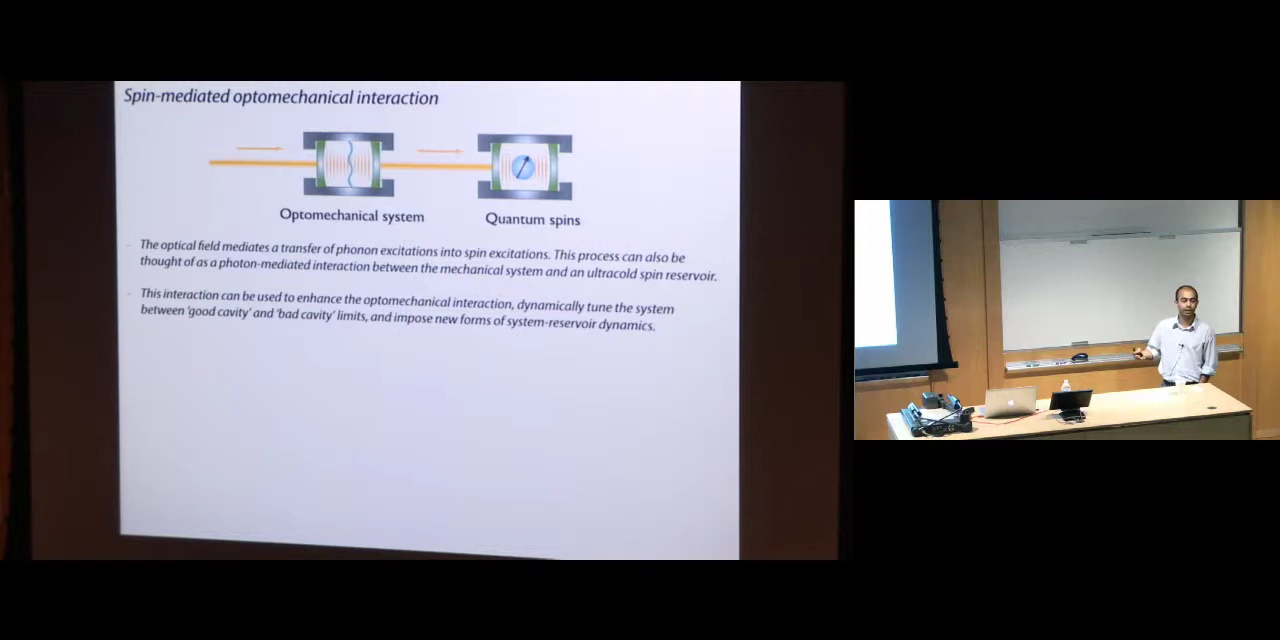 Spin-mediated optomechanical interaction
Optomechanical system
Quantum spins
- The optical field mediates a transfer of phonon excitations into spin excitations. This process can also be
thought of as a photon-mediated interaction between the mechanical system and an ultracold spin reservoir.
- This interaction can be used to enhance the optomechanical interaction, dynamically tune the system
between ‘good cavity’ and ‘bad cavity’ limits, and impose new forms of system-reservoir dynamics.